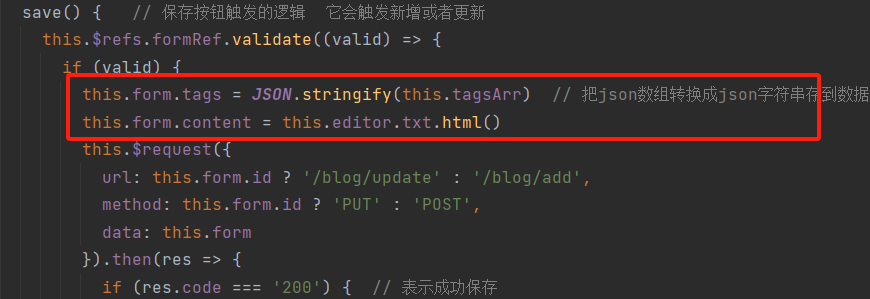 save() {   // 保存按钮触发的逻辑  它会触发新增或者更新
  this.$refs.formRef.validate((valid) => {
    if (valid) {
      this.form.tags = JSON.stringify(this.tagsArr)  // 把json数组转换成json字符串存到数据
      this.form.content = this.editor.txt.html()
      this.$request({
        url: this.form.id ? '/blog/update' : '/blog/add',
        method: this.form.id ? 'PUT' : 'POST',
        data: this.form
      }).then(res => {
        if (res.code === '200') {  // 表示成功保存